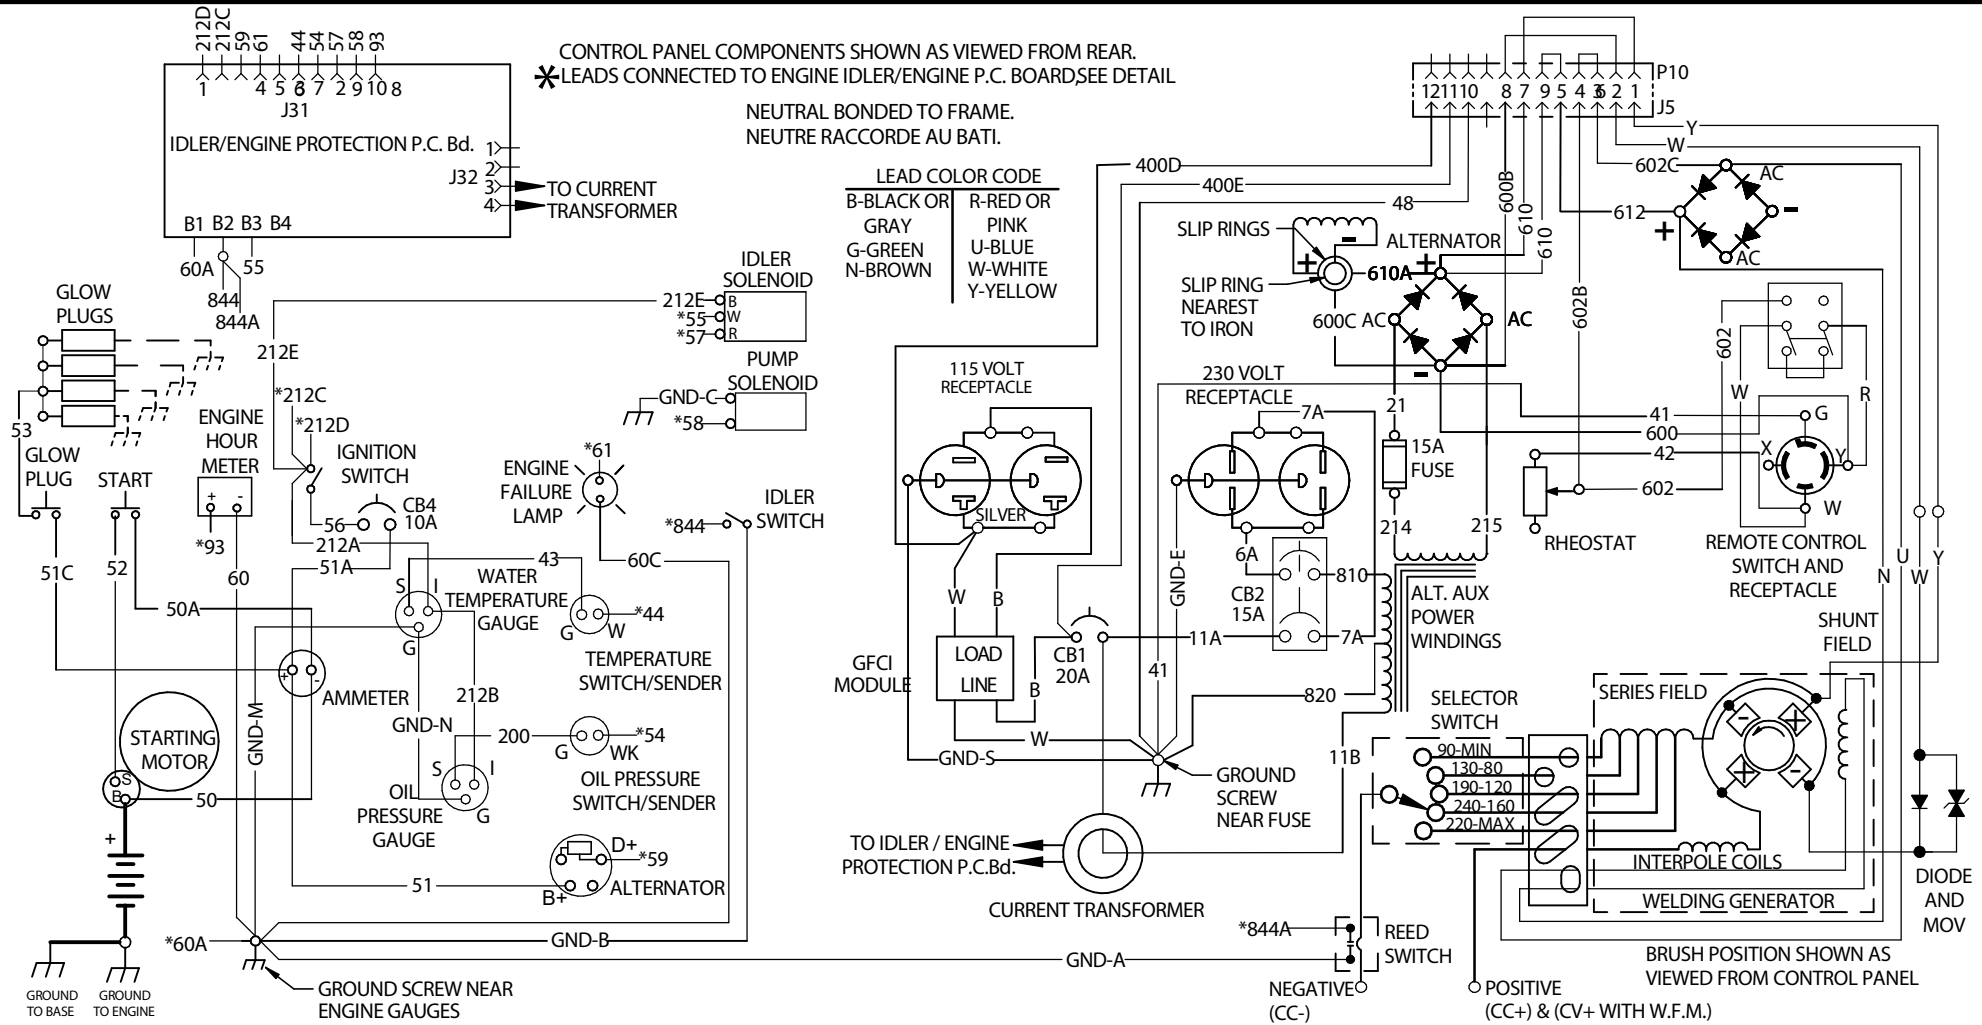 212D
212C
59
61
44
54
57
58
93
1
4
5
6
3
7
2
9
10
8
J31
IDLER/ENGINE PROTECTION P.C. Bd.
1
2
J32
3
4
TO CURRENT
TRANSFORMER
B1 B2 B3 B4
60A
55
844
844A
CONTROL PANEL COMPONENTS SHOWN AS VIEWED FROM REAR.
*LEADS CONNECTED TO ENGINE IDLER/ENGINE P.C. BOARD,SEE DETAIL
NEUTRAL BONDED TO FRAME.
NEUTRE RACCORDE AU BATI.
LEAD COLOR CODE
B-BLACK OR
GRAY
G-GREEN
N-BROWN
R-RED OR
PINK
U-BLUE
W-WHITE
Y-YELLOW
P10
12 11 10 8 7 9 5 4 3 6 2 1
J5
Y
W
602C
400D
400E
48
600B
610
610
612
AC
-
+
AC
SLIP RINGS
-
+
SLIP RING
NEAREST
TO IRON
ALTERNATOR
610A
+
600C
AC
AC
-
602B
602
W
R
IDLER
SOLENOID
212E
B
*55
W
*57
R
PUMP
SOLENOID
GND-C
*58
GLOW
PLUGS
53
GLOW
PLUG
START
ENGINE
HOUR
METER
+ -
*93
212E
*212C
*212D
IGNITION
SWITCH
CB4
10A
56
212A
51A
*61
ENGINE
FAILURE
LAMP
IDLER
SWITCH
*844
60C
51C
52
60
50A
43
S
I
G
WATER
TEMPERATURE
GAUGE
G
W
*44
TEMPERATURE
SWITCH/SENDER
+
-
AMMETER
212B
GND-N
GND-M
STARTING
MOTOR
S
B
50
200
S
I
G
OIL
PRESSURE
GAUGE
G
WK
*54
OIL PRESSURE
SWITCH/SENDER
D+
*59
B+
ALTERNATOR
51
+
*60A
GND-B
GND-A
GROUND
TO BASE
GROUND
TO ENGINE
GROUND SCREW NEAR
ENGINE GAUGES
115 VOLT
RECEPTACLE
SILVER
230 VOLT
RECEPTACLE
7A
6A
GND-E
W
B
LOAD
LINE
GFCI
MODULE
B
W
GND-S
CB1
20A
11A
41
CB2
15A
810
7A
820
21
15A
FUSE
214
215
ALT. AUX
POWER
WINDINGS
11B
GROUND
SCREW
NEAR FUSE
TO IDLER / ENGINE
PROTECTION P.C.Bd.
CURRENT TRANSFORMER
*844A
REED
SWITCH
NEGATIVE
(CC-)
POSITIVE
(CC+) & (CV+ WITH W.F.M.)
41
600
42
602
RHEOSTAT
G
X
Y
W
REMOTE CONTROL
SWITCH AND
RECEPTACLE
N
U
W
Y
SHUNT
FIELD
SELECTOR
SWITCH
90-MIN
130-80
190-120
240-160
220-MAX
SERIES FIELD
-
+
+
-
INTERPOLE COILS
WELDING GENERATOR
DIODE
AND
MOV
BRUSH POSITION SHOWN AS
VIEWED FROM CONTROL PANEL